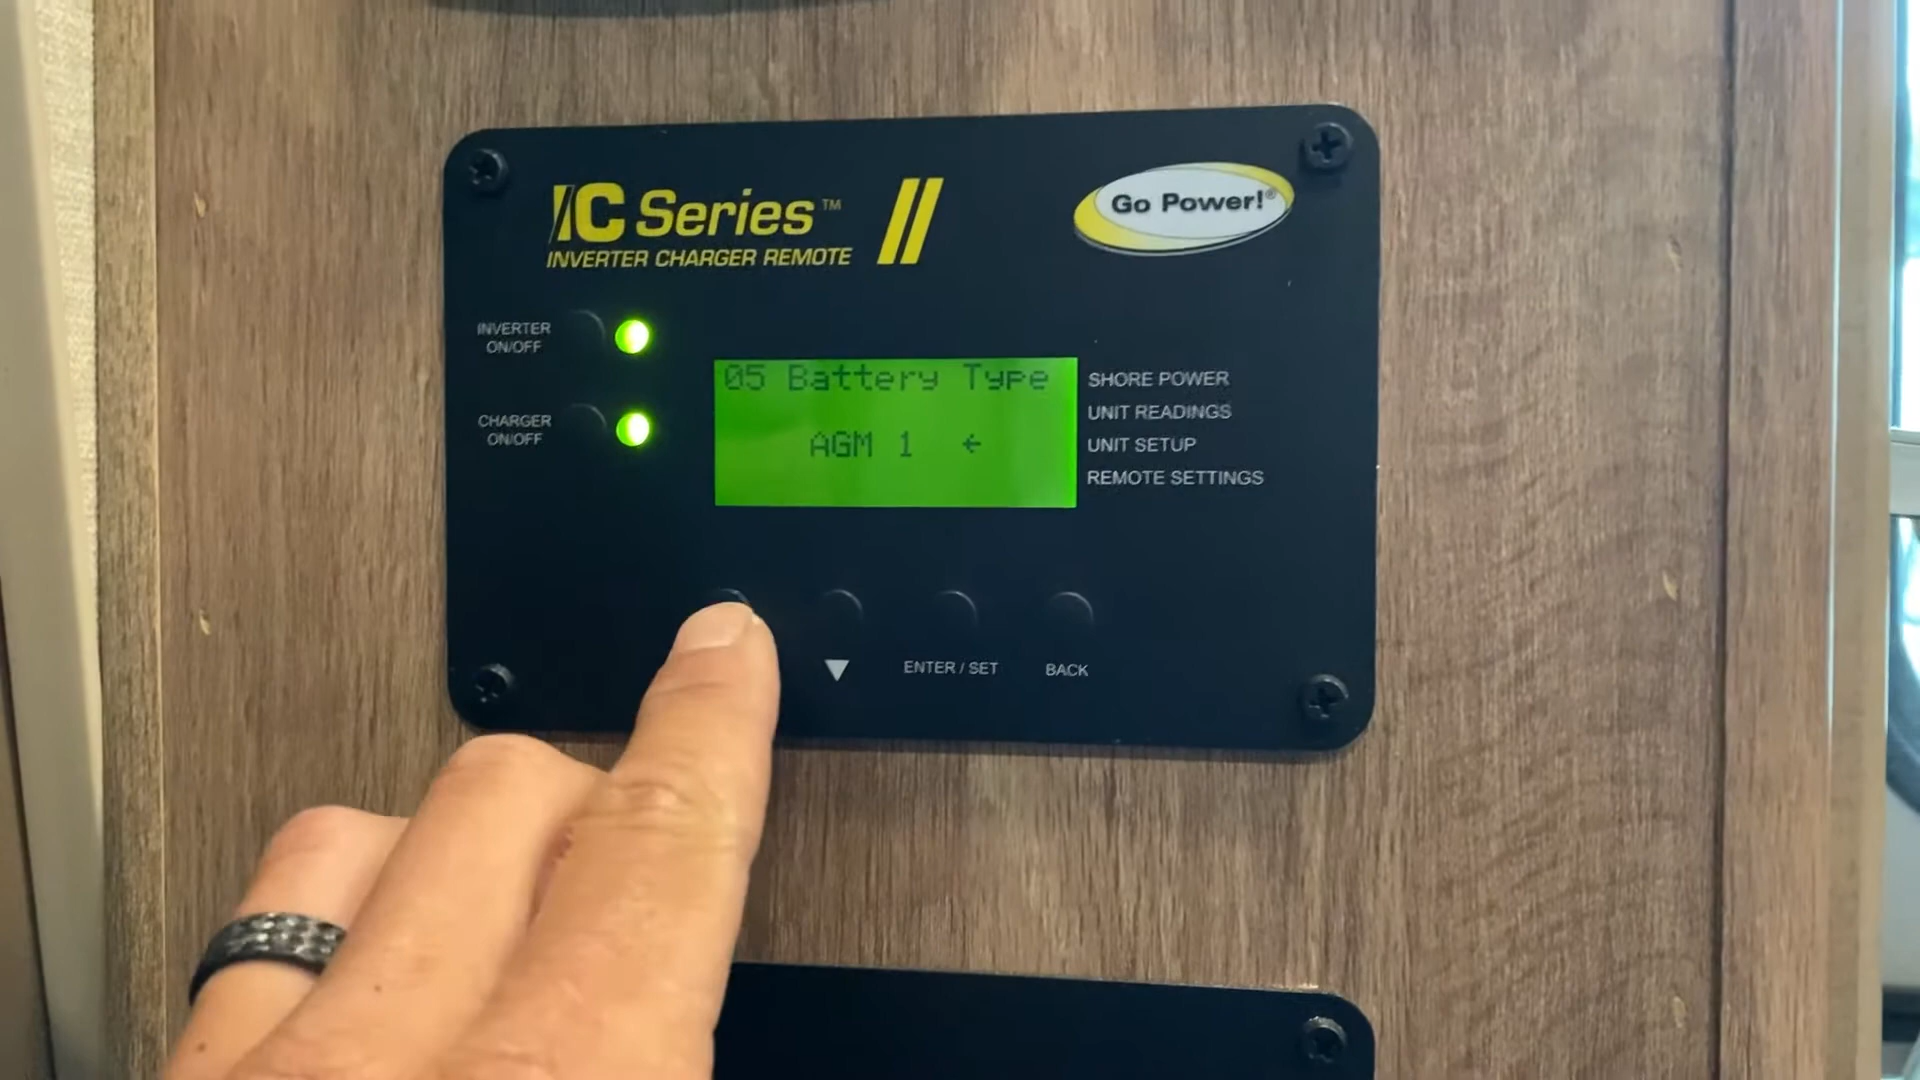 IC Series™
INVERTER CHARGER REMOTE
Go Power!®
INVERTER
ON/OFF
CHARGER
ON/OFF
05 Battery Type
AGM 1 ←
SHORE POWER
UNIT READINGS
UNIT SETUP
REMOTE SETTINGS
▼
ENTER / SET
BACK